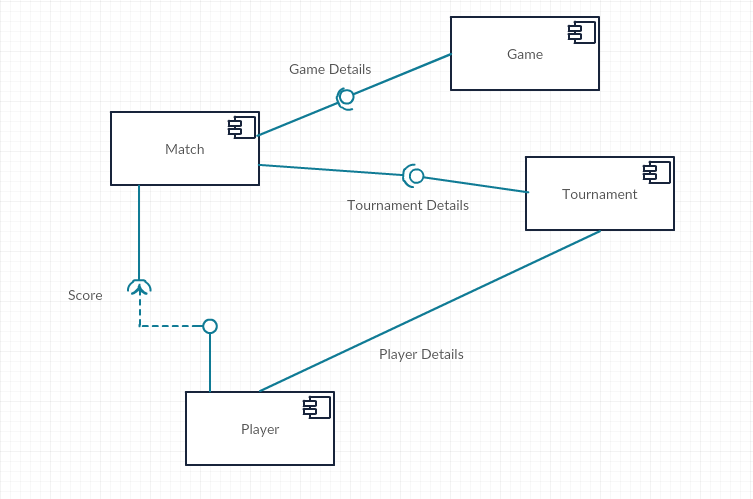 Game
Game Details
Match
Tournament
Tournament Details
Score
Player Details
Player